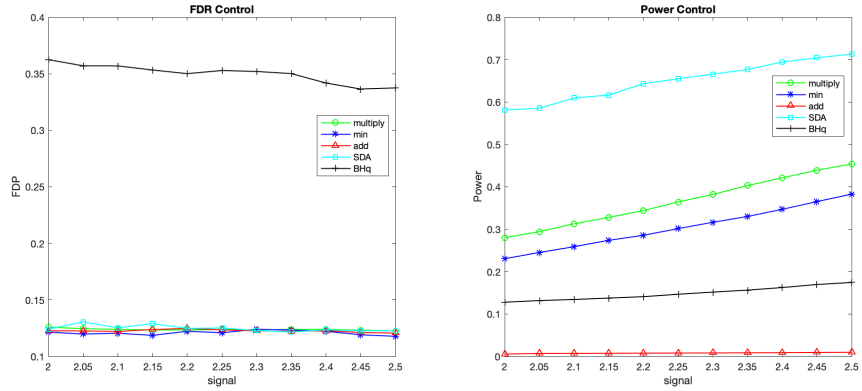 FDR Control
0.4
0.35
0.3
0.25
0.2
0.15
0.1
FDP
2 2.05 2.1 2.15 2.2 2.25 2.3 2.35 2.4 2.45 2.5
signal
multiply
min
add
SDA
BHq
Power Control
0.8
0.7
0.6
0.5
0.4
0.3
0.2
0.1
0
Power
2 2.05 2.1 2.15 2.2 2.25 2.3 2.35 2.4 2.45 2.5
signal
multiply
min
add
SDA
BHq